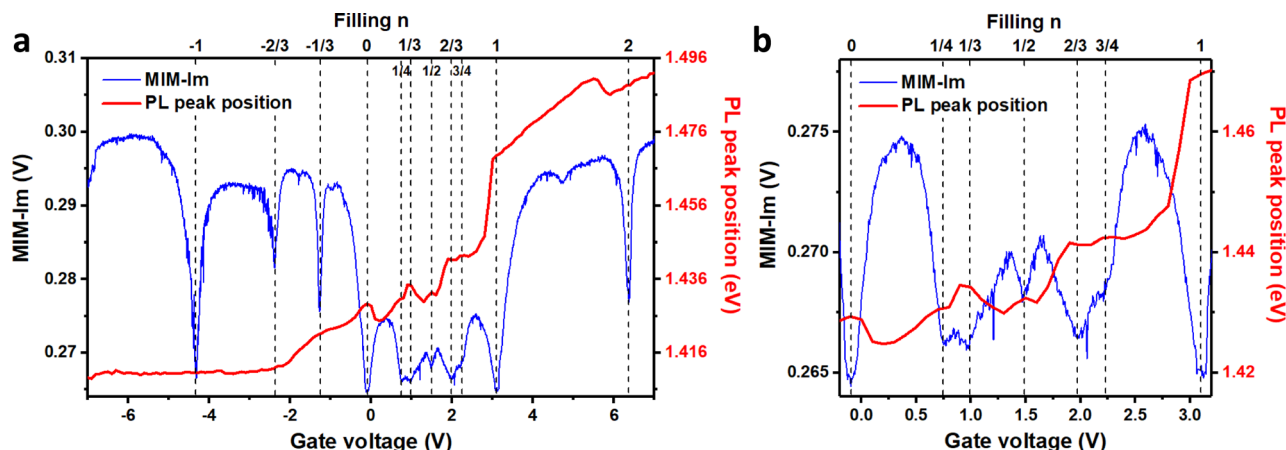 a
Filling n
-1 -2/3 -1/3 0 1/3 2/3 1 2
1/4 1/2 3/4
MIM-Im
PL peak position
MIM-Im (V)
0.31
0.30
0.29
0.28
0.27
PL peak position (eV)
1.496
1.476
1.456
1.436
1.416
-6 -4 -2 0 2 4 6
Gate voltage (V)
b
Filling n
0 1/4 1/3 1/2 2/3 3/4 1
MIM-Im
PL peak position
MIM-Im (V)
0.275
0.270
0.265
PL peak position (eV)
1.46
1.44
1.42
0.0 0.5 1.0 1.5 2.0 2.5 3.0
Gate voltage (V)